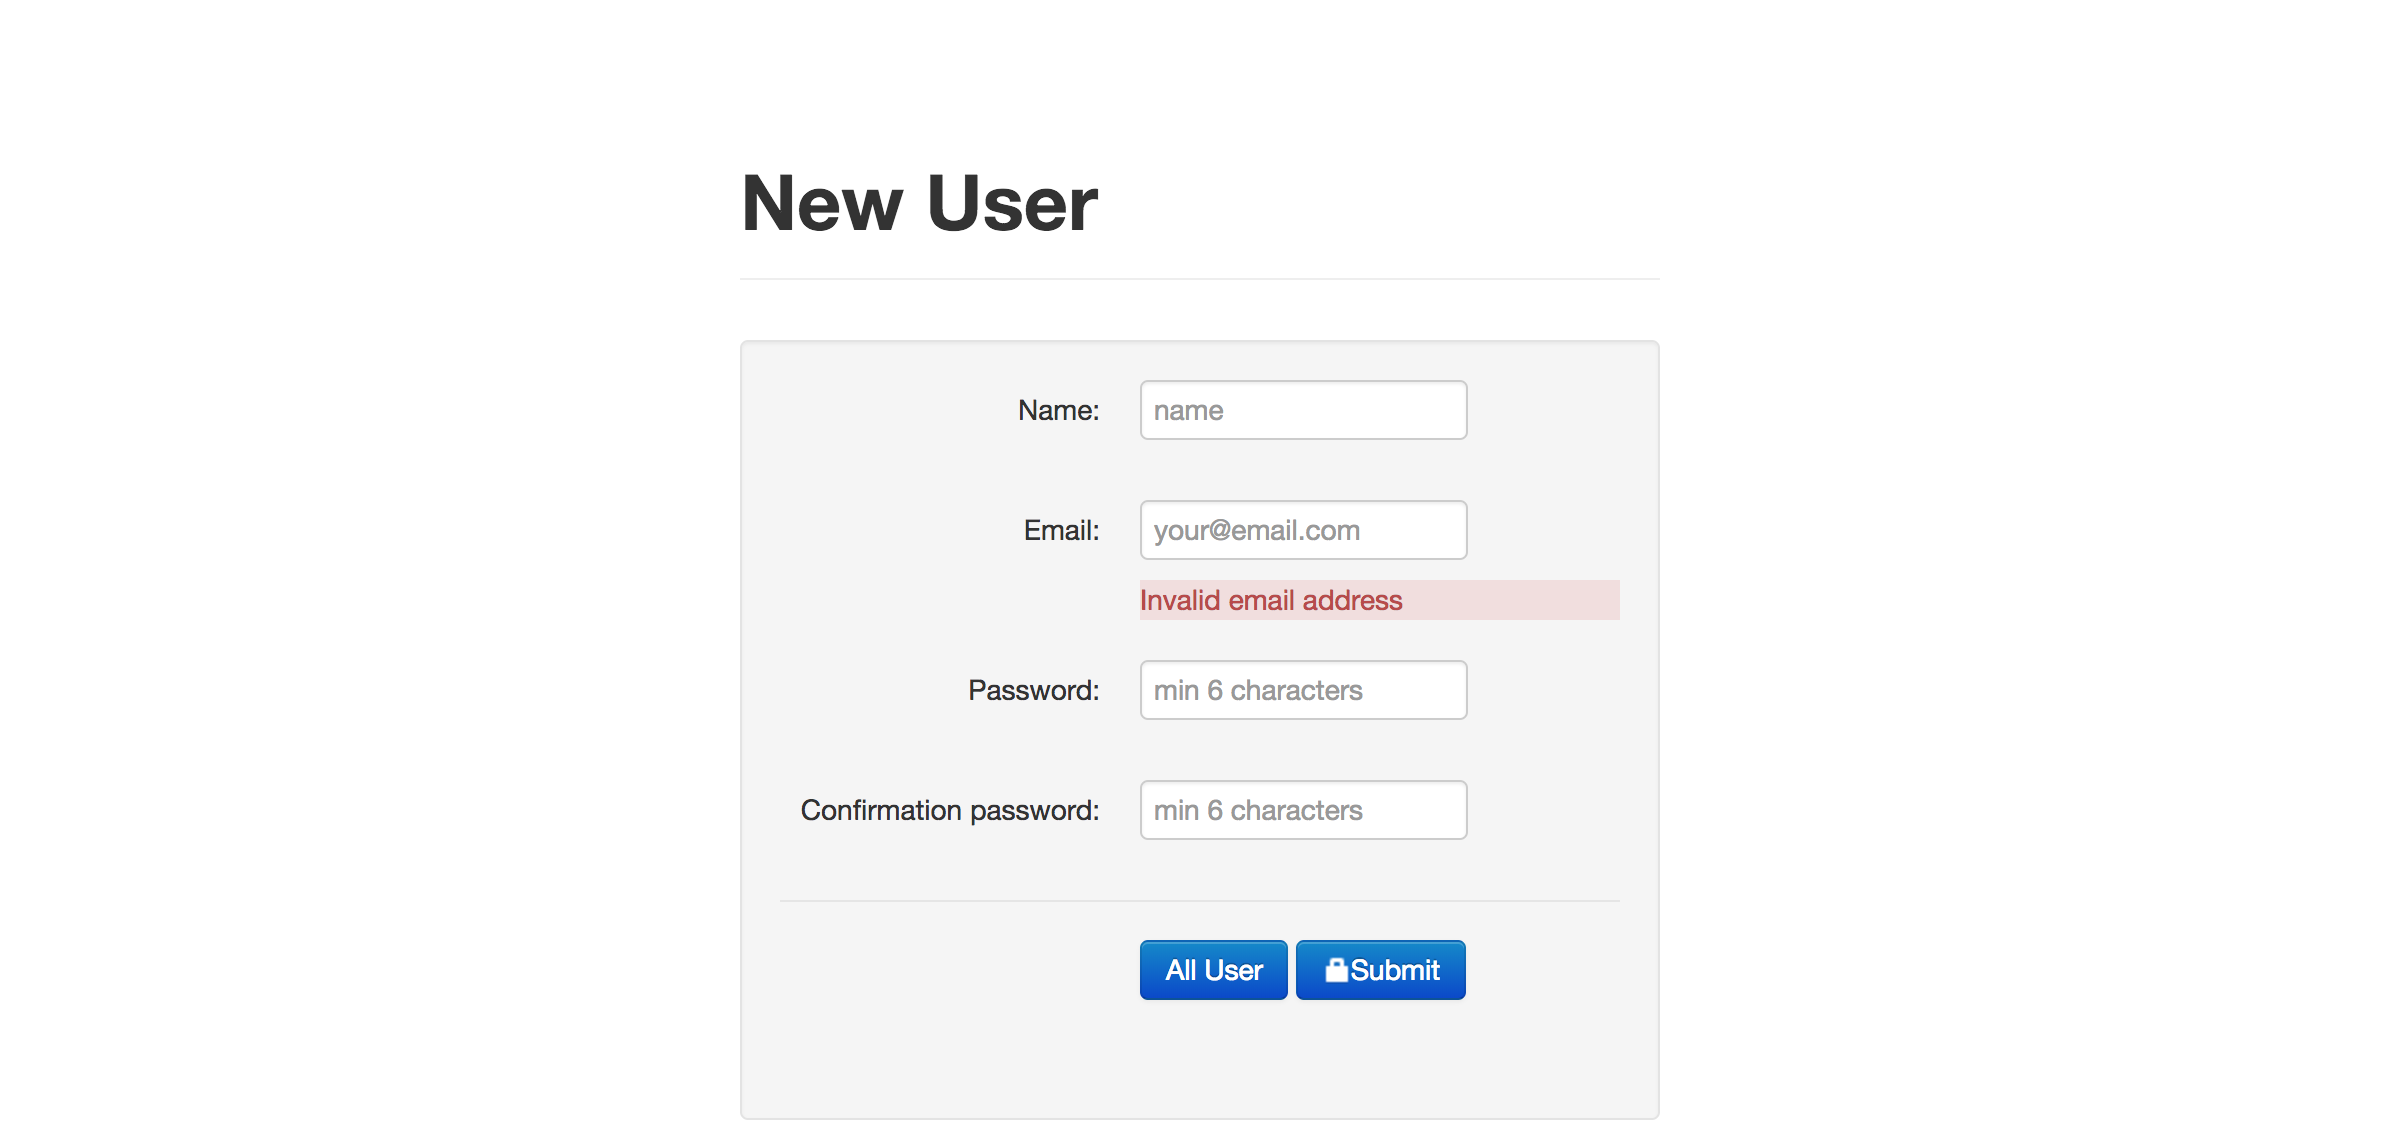 New User
Name: name
Email: your@email.com
Invalid email address
Password: min 6 characters
Confirmation password: min 6 characters
All User Submit